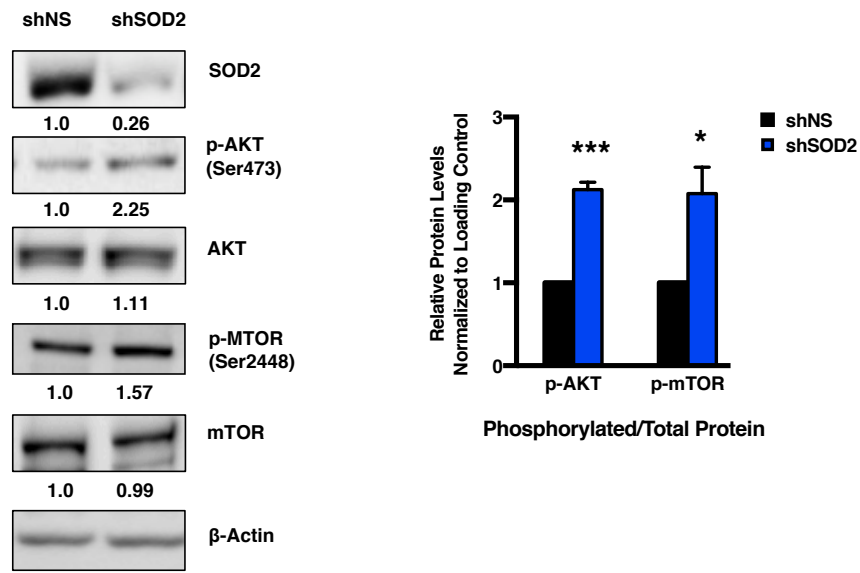 shNS shSOD2
SOD2
1.0 0.26
p-AKT
(Ser473)
1.0 2.25
AKT
1.0 1.11
p-MTOR
(Ser2448)
1.0 1.57
mTOR
1.0 0.99
β-Actin
Relative Protein Levels
Normalized to Loading Control
3
2
1
0
*** *
shNS
shSOD2
p-AKT p-mTOR
Phosphorylated/Total Protein